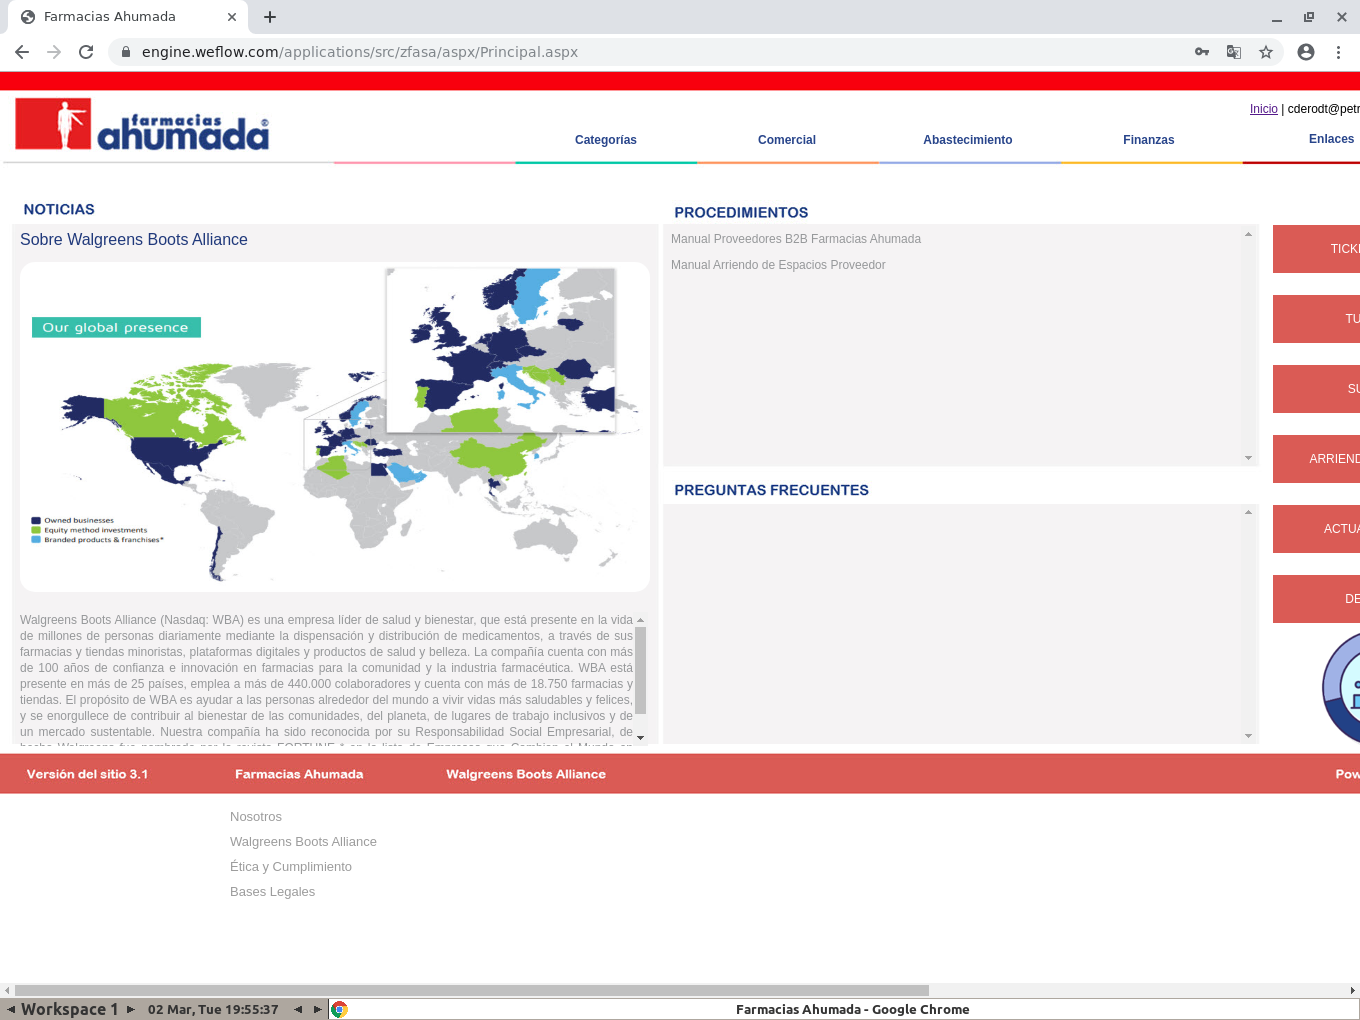 Farmacias Ahumada
engine.weflow.com/applications/src/zfasa/aspx/Principal.aspx
Inicio | cderodt@petr
farmacias
ahumada
Categorías
Comercial
Abastecimiento
Finanzas
Enlaces
NOTICIAS
Sobre Walgreens Boots Alliance
Our global presence
Owned businesses
Equity method investments
Branded products & franchises*
Walgreens Boots Alliance (Nasdaq: WBA) es una empresa líder de salud y bienestar, que está presente en la vida
de millones de personas diariamente mediante la dispensación y distribución de medicamentos, a través de sus
farmacias y tiendas minoristas, plataformas digitales y productos de salud y belleza. La compañía cuenta con más
de 100 años de confianza e innovación en farmacias para la comunidad y la industria farmacéutica. WBA está
presente en más de 25 países, emplea a más de 440.000 colaboradores y cuenta con más de 18.750 farmacias y
tiendas. El propósito de WBA es ayudar a las personas alrededor del mundo a vivir vidas más saludables y felices,
y se enorgullece de contribuir al bienestar de las comunidades, del planeta, de lugares de trabajo inclusivos y de
un mercado sustentable. Nuestra compañía ha sido reconocida por su Responsabilidad Social Empresarial, de
PROCEDIMIENTOS
Manual Proveedores B2B Farmacias Ahumada
Manual Arriendo de Espacios Proveedor
PREGUNTAS FRECUENTES
TICK
TU
SU
ARRIEND
ACTUA
DE
Versión del sitio 3.1
Farmacias Ahumada
Walgreens Boots Alliance
Pow
Nosotros
Walgreens Boots Alliance
Ética y Cumplimiento
Bases Legales
Workspace 1
02 Mar, Tue 19:55:37
Farmacias Ahumada - Google Chrome